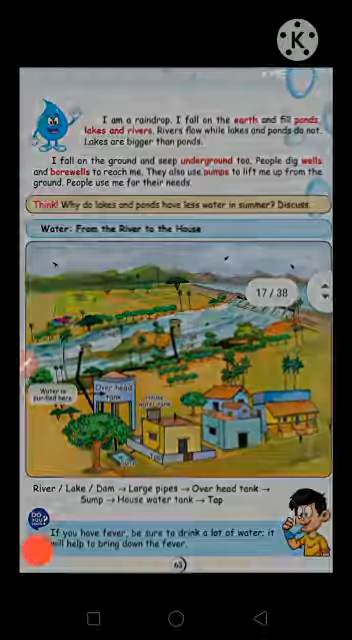 K
I am a raindrop. I fall on the earth and fill ponds,
lakes and rivers. Rivers flow while lakes and ponds do not.
Lakes are bigger than ponds.
I fall on the ground and seep underground too. People dig wells
and borewells to reach me. They also use pumps to lift me up from the
ground. People use me for their needs.
Think! Why do lakes and ponds have less water in summer? Discuss.
Water: From the River to the House
17 / 38
Water is
purified here
Over head
tank
House
water tank
Tap
Sump
River / Lake / Dam → Large pipes → Over head tank →
Sump → House water tank → Tap
DO
YOU
If you have fever, be sure to drink a lot of water; it
will help to bring down the fever.
63